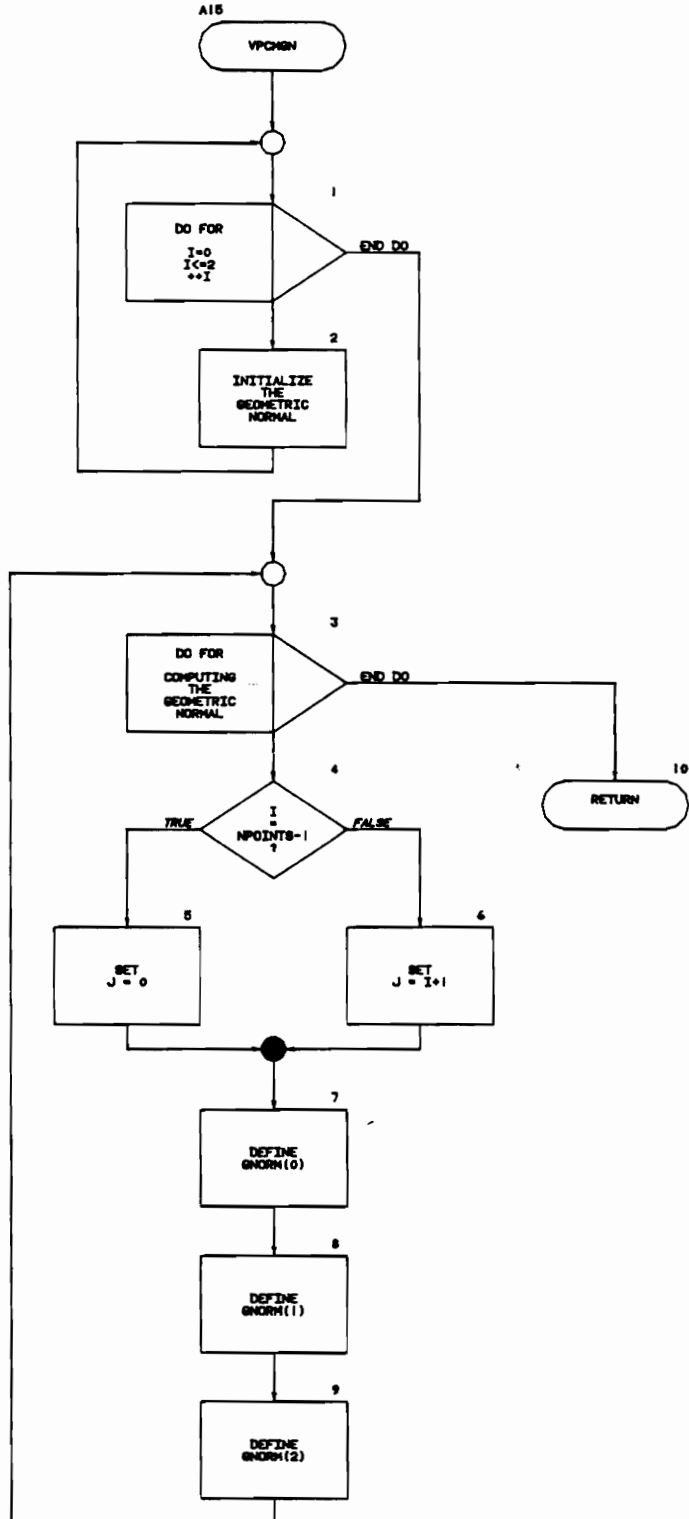 A15
VPCMGN
1
DO FOR
I=0
I<=2
++I
END DO
2
INITIALIZE
THE
GEOMETRIC
NORMAL
3
DO FOR
COMPUTING
THE
GEOMETRIC
NORMAL
END DO
4
I
=
NPOINTS-1
?
TRUE
FALSE
10
RETURN
5
SET
J = 0
6
SET
J = I+1
7
DEFINE
GNORM(0)
8
DEFINE
GNORM(1)
9
DEFINE
GNORM(2)